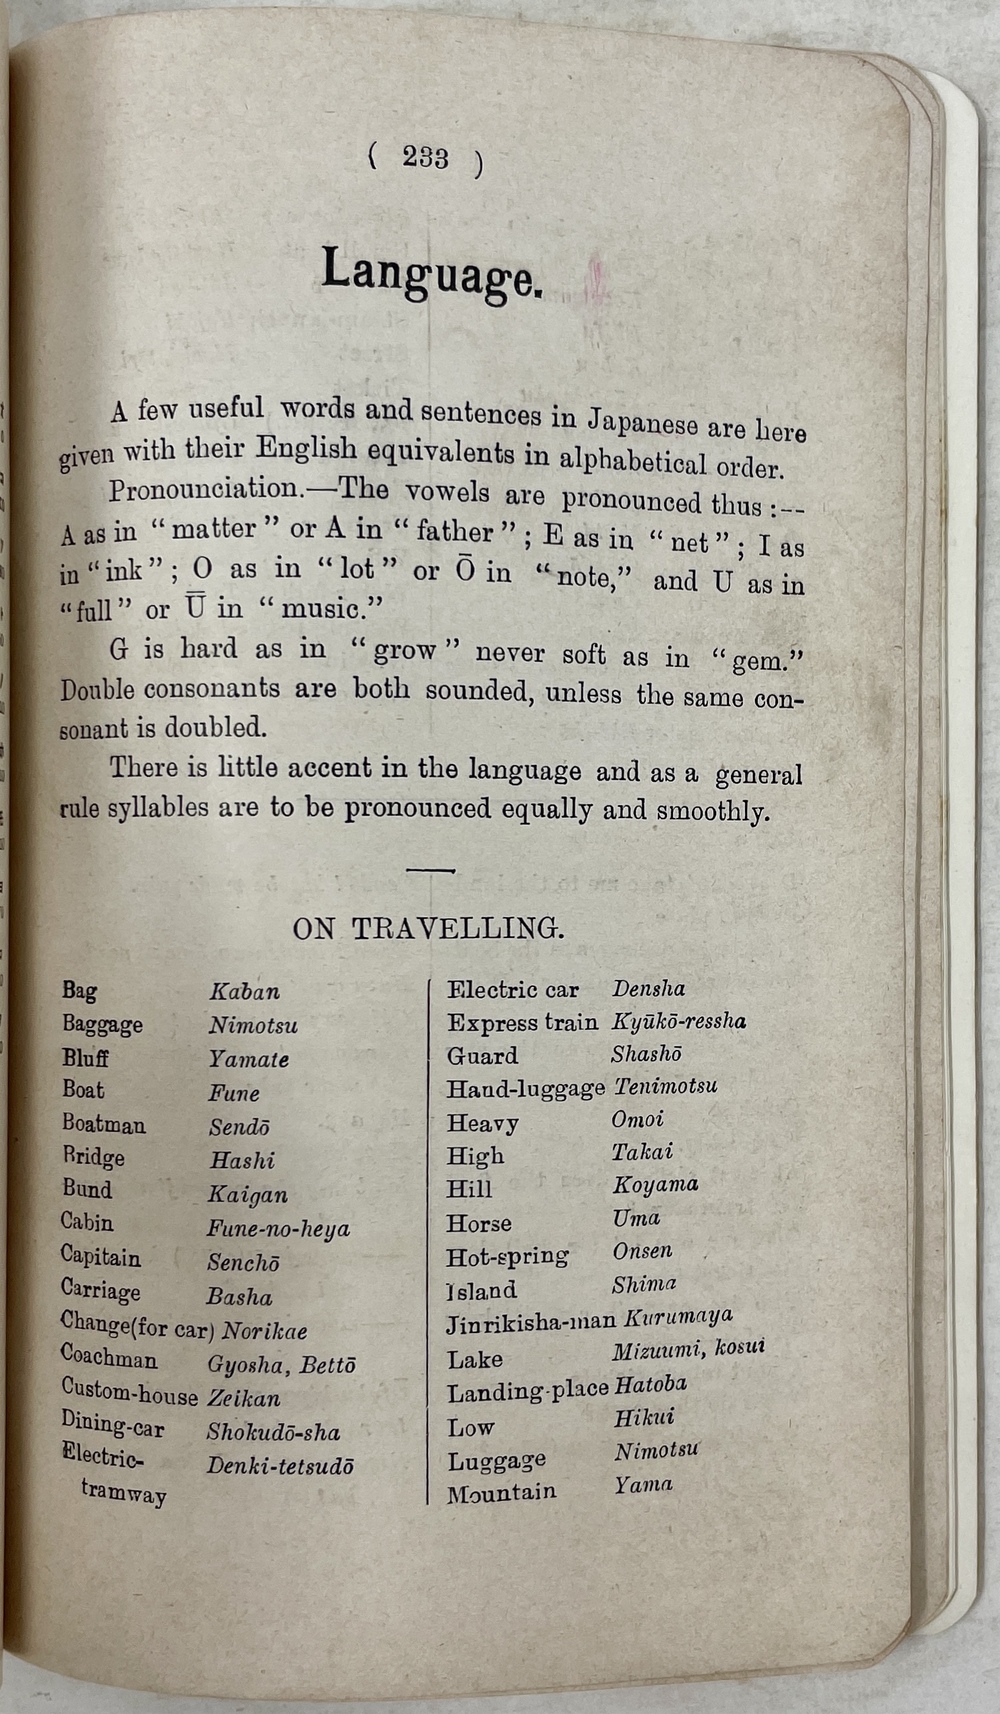 ( 233 )
Language.
A few useful words and sentences in Japanese are here
given with their English equivalents in alphabetical order.
Pronounciation.—The vowels are pronounced thus :--
A as in “ matter ” or A in “ father ” ; E as in “ net ” ; I as
in “ ink ” ; O as in “ lot ” or Ō in “ note,” and U as in
“ full ” or Ū in “ music.”
G is hard as in “ grow ” never soft as in “ gem.”
Double consonants are both sounded, unless the same con-
sonant is doubled.
There is little accent in the language and as a general
rule syllables are to be pronounced equally and smoothly.
ON TRAVELLING.
Bag Kaban
Baggage Nimotsu
Bluff Yamate
Boat Fune
Boatman Sendō
Bridge Hashi
Bund Kaigan
Cabin Fune-no-heya
Capitain Senchō
Carriage Basha
Change(for car) Norikae
Coachman Gyosha, Bettō
Custom-house Zeikan
Dining-car Shokudō-sha
Electric- Denki-tetsudō
tramway
Electric car Densha
Express train Kyūkō-ressha
Guard Shashō
Hand-luggage Tenimotsu
Heavy Omoi
High Takai
Hill Koyama
Horse Uma
Hot-spring Onsen
Island Shima
Jinrikisha-man Kurumaya
Lake Mizuumi, kosui
Landing-place Hatoba
Low Hikui
Luggage Nimotsu
Mountain Yama